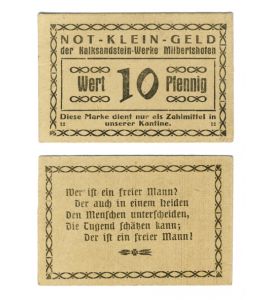 NOT-KLEIN-GELD
der Kalksandstein-Werke Milbertshofen
Wert 10 Pfennig
Diese Marke dient nur als Zahlmittel in
unserer Kantine.
Wer ist ein freier Mann?
Der auch in einem Heiden
Den Menschen unterscheiden,
Die Tugend schätzen kann;
Der ist ein freier Mann!